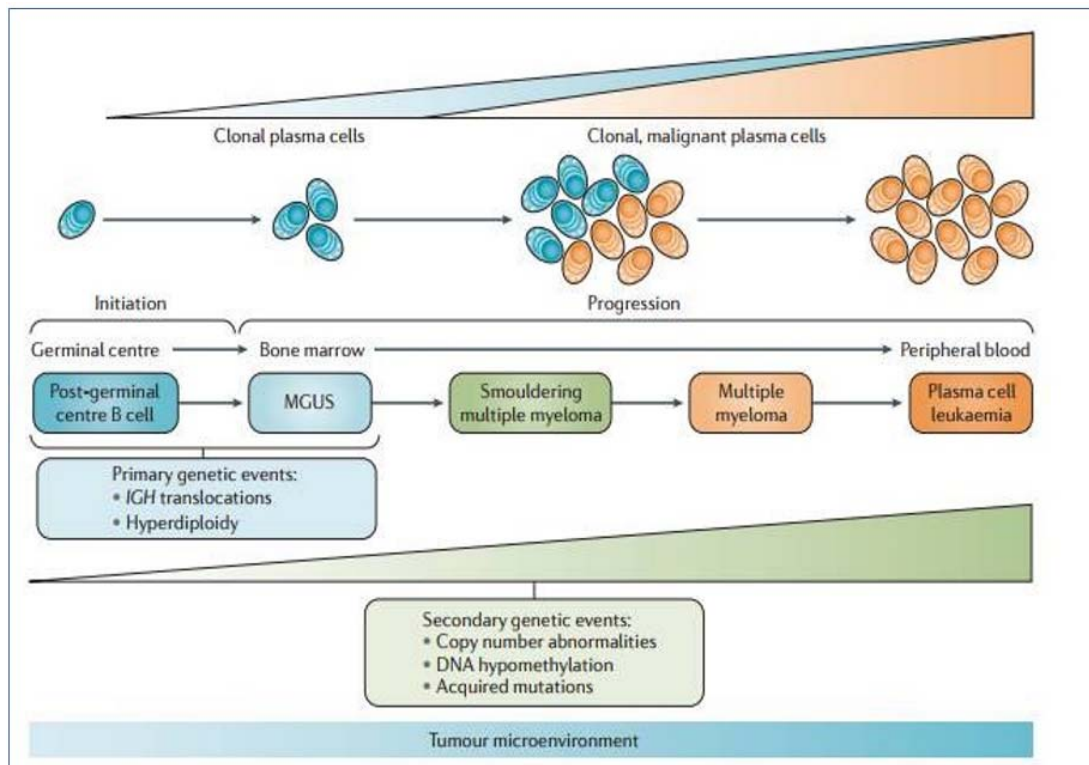 Clonal plasma cells
Clonal, malignant plasma cells
Initiation
Progression
Germinal centre
Bone marrow
Peripheral blood
Post-germinal
centre B cell
MGUS
Smouldering
multiple myeloma
Multiple
myeloma
Plasma cell
leukaemia
Primary genetic events:
• IGH translocations
• Hyperdiploidy
Secondary genetic events:
• Copy number abnormalities
• DNA hypomethylation
• Acquired mutations
Tumour microenvironment